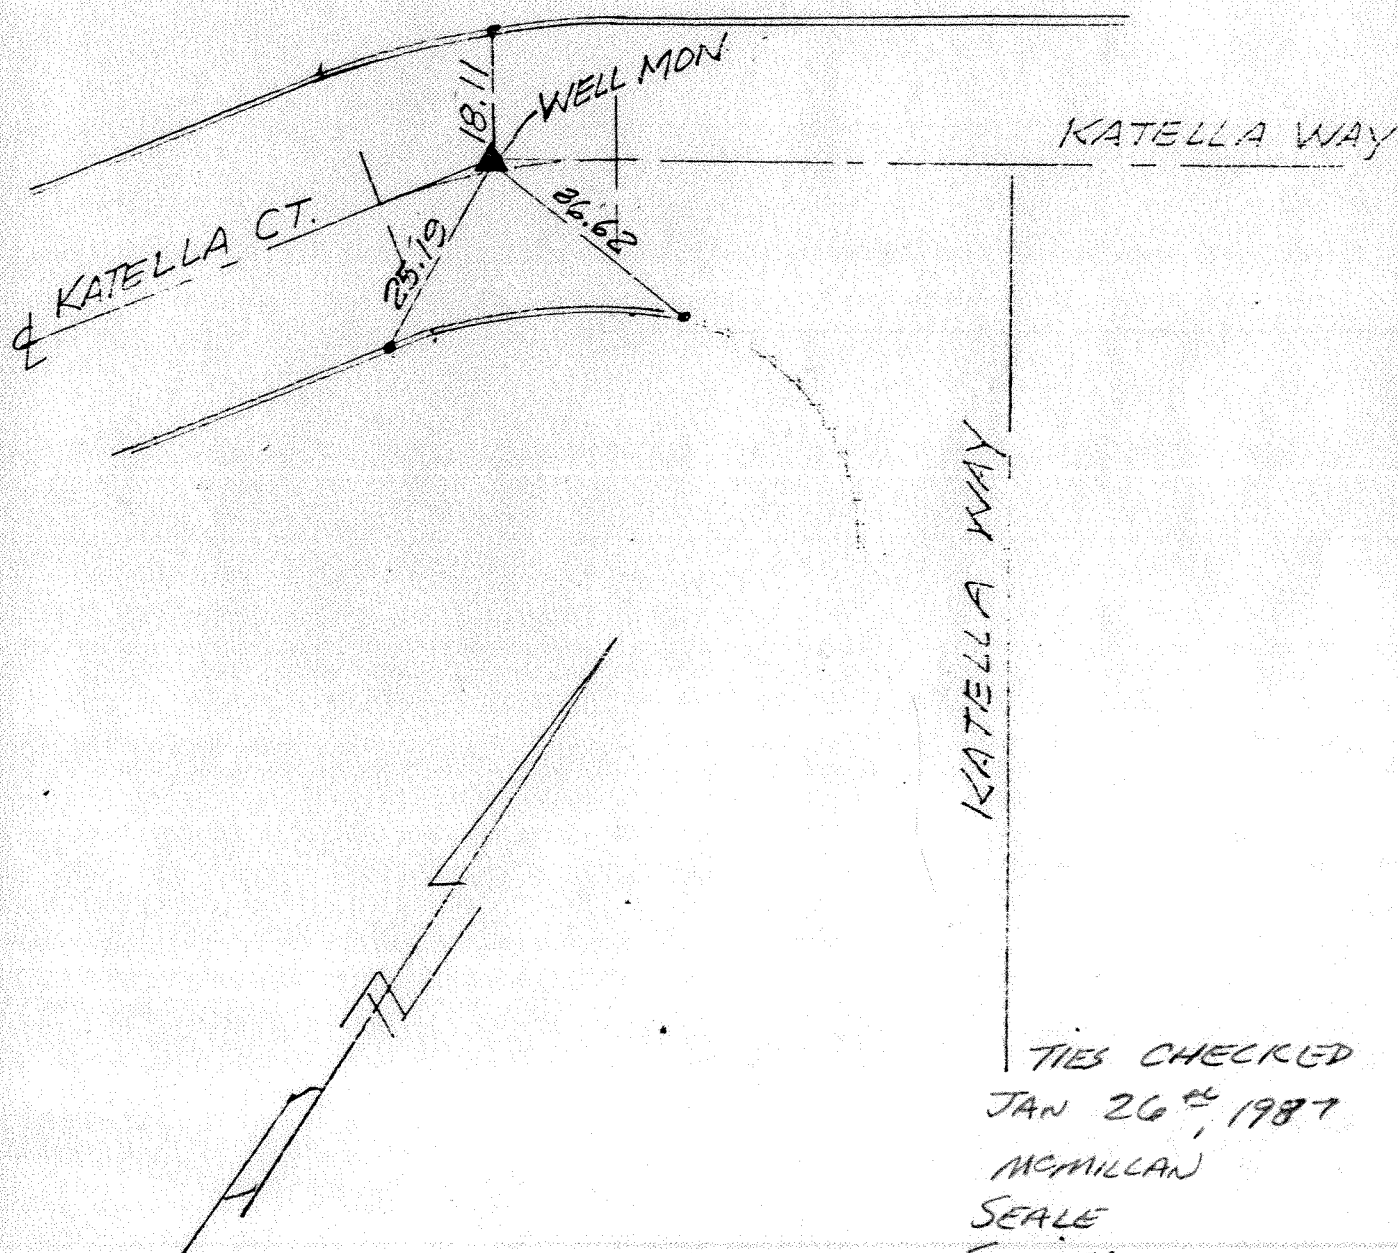 18.11
WELL MON
KATELLA WAY
KATELLA CT.
25.19
36.62
℄
KATELLA WAY
N
TIES CHECKED
JAN 26th, 1987
MCMILLAN
SEALE